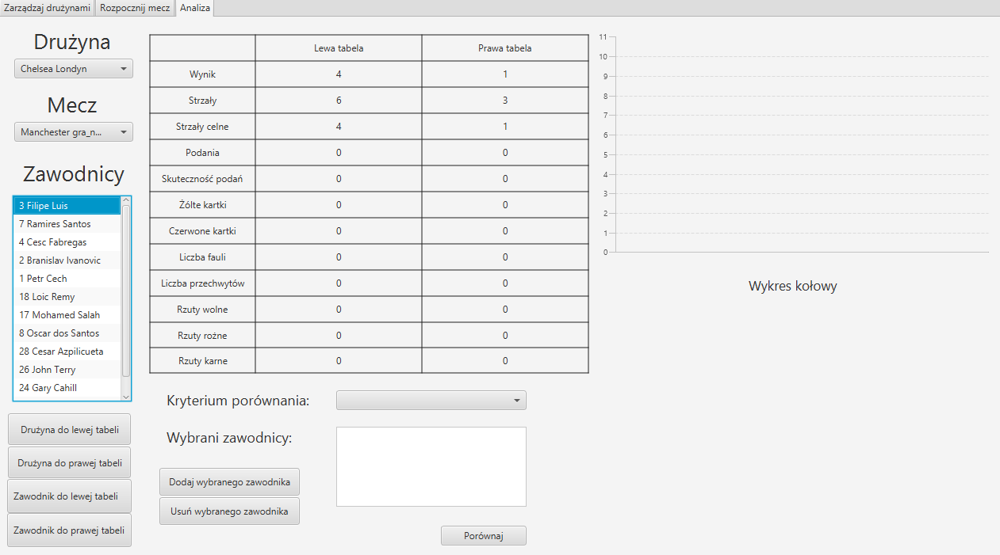 Zarządzaj drużynami Rozpocznij mecz Analiza
Drużyna
Chelsea Londyn
Mecz
Manchester gra_n...
Zawodnicy
3 Filipe Luis
7 Ramires Santos
4 Cesc Fabregas
2 Branislav Ivanovic
1 Petr Cech
18 Loic Remy
17 Mohamed Salah
8 Oscar dos Santos
28 Cesar Azpilicueta
26 John Terry
24 Gary Cahill
Drużyna do lewej tabeli
Drużyna do prawej tabeli
Zawodnik do lewej tabeli
Zawodnik do prawej tabeli
Lewa tabela Prawa tabela
Wynik 4 1
Strzały 6 3
Strzały celne 4 1
Podania 0 0
Skuteczność podań 0 0
Żólte kartki 0 0
Czerwone kartki 0 0
Liczba fauli 0 0
Liczba przechwytów 0 0
Rzuty wolne 0 0
Rzuty rożne 0 0
Rzuty karne 0 0
Kryterium porównania:
Wybrani zawodnicy:
Dodaj wybranego zawodnika
Usuń wybranego zawodnika
Porównaj
11
10
9
8
7
6
5
4
3
2
1
0
Wykres kołowy